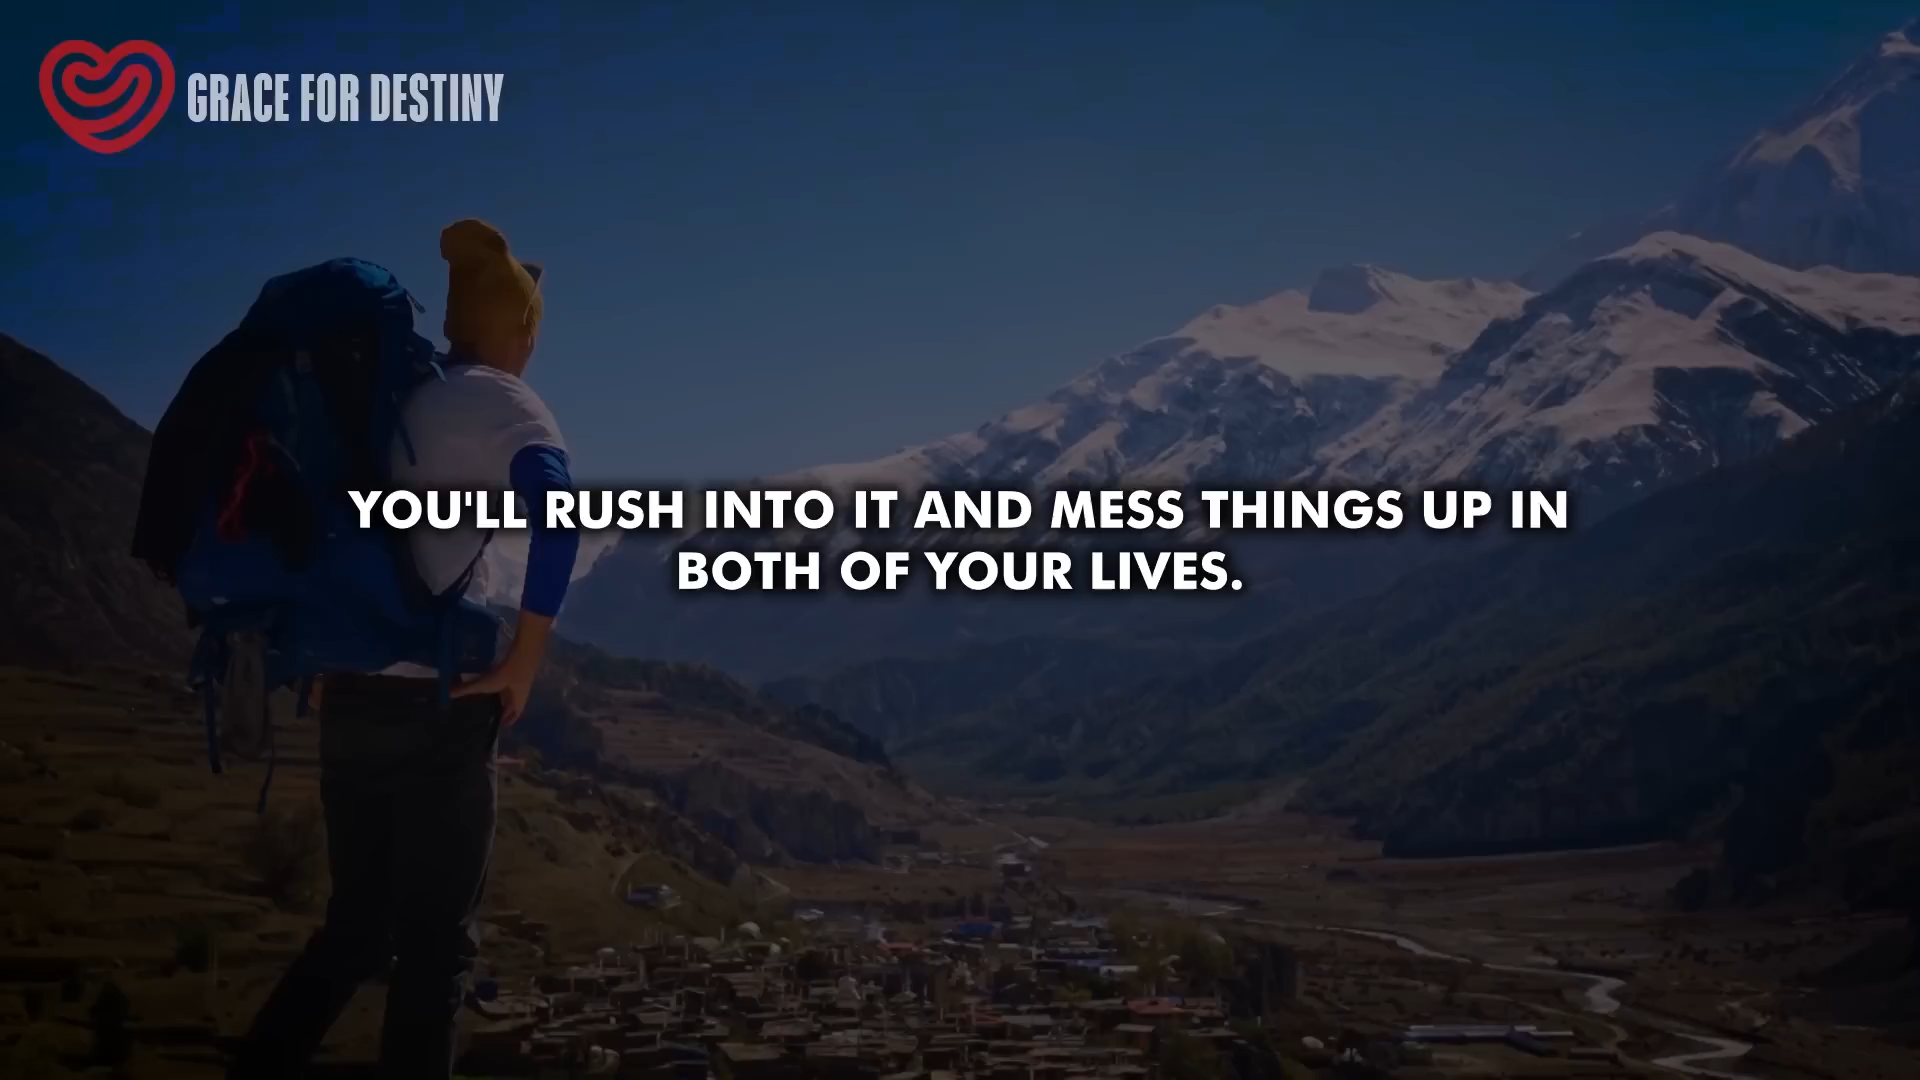 GRACE FOR DESTINY
YOU'LL RUSH INTO IT AND MESS THINGS UP IN
BOTH OF YOUR LIVES.